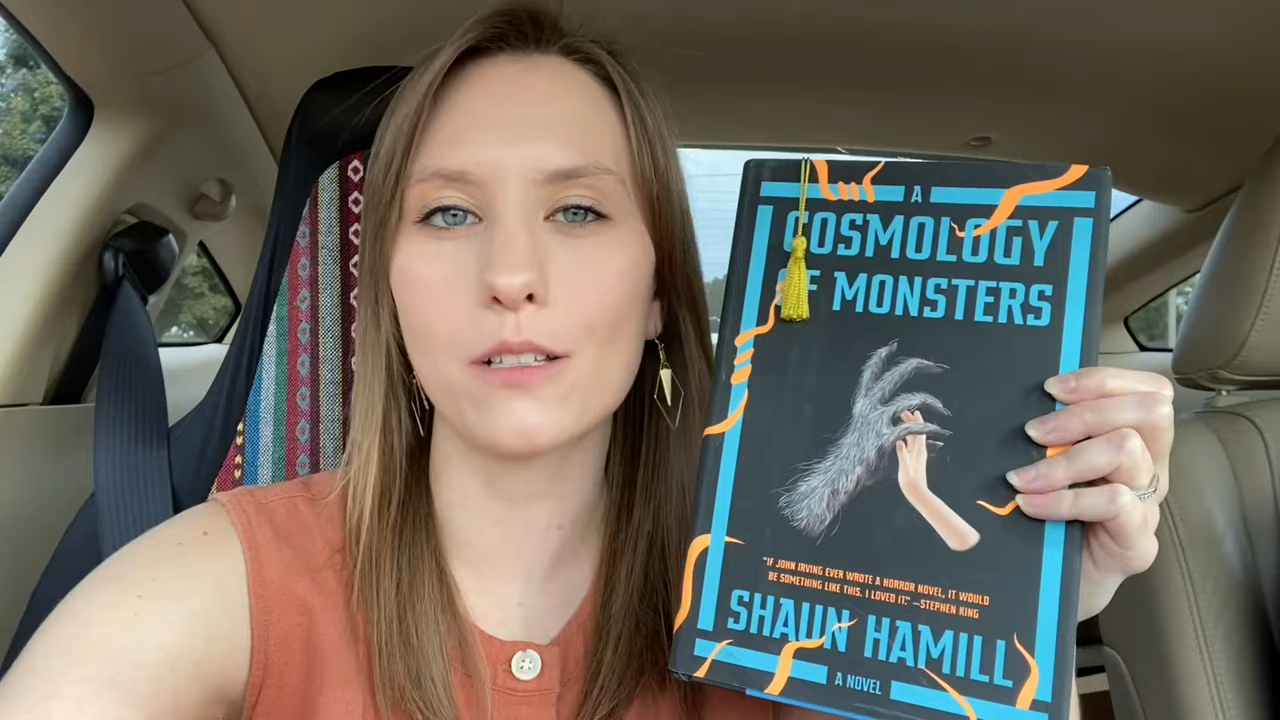 A
COSMOLOGY
OF MONSTERS
"IF JOHN IRVING EVER WROTE A HORROR NOVEL, IT WOULD
BE SOMETHING LIKE THIS. I LOVED IT." —STEPHEN KING
SHAUN HAMILL
A NOVEL